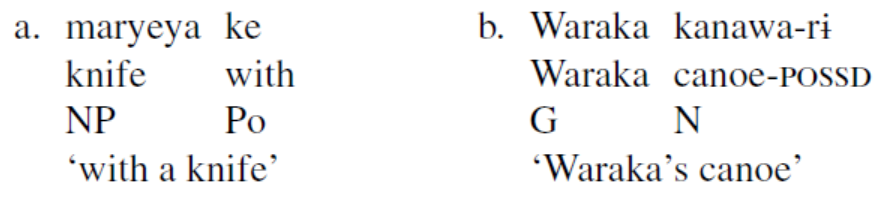 a. maryeya ke
knife with
NP Po
‘with a knife’
b. Waraka kanawa-rɨ
Waraka canoe-POSSD
G N
‘Waraka’s canoe’